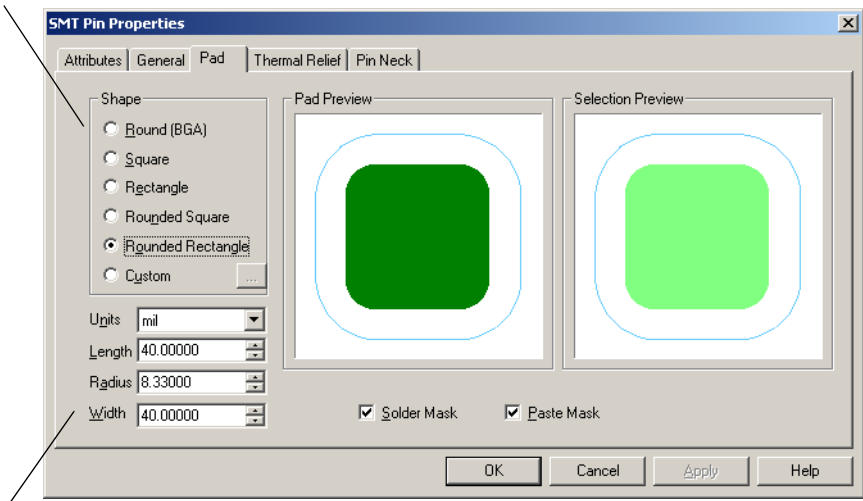 SMT Pin Properties
Attributes General Pad Thermal Relief Pin Neck
Shape
Round (BGA)
Square
Rectangle
Rounded Square
Rounded Rectangle
Custom ...
Pad Preview
Selection Preview
Units mil
Length 40.00000
Radius 8.33000
Width 40.00000
Solder Mask Paste Mask
OK Cancel Apply Help